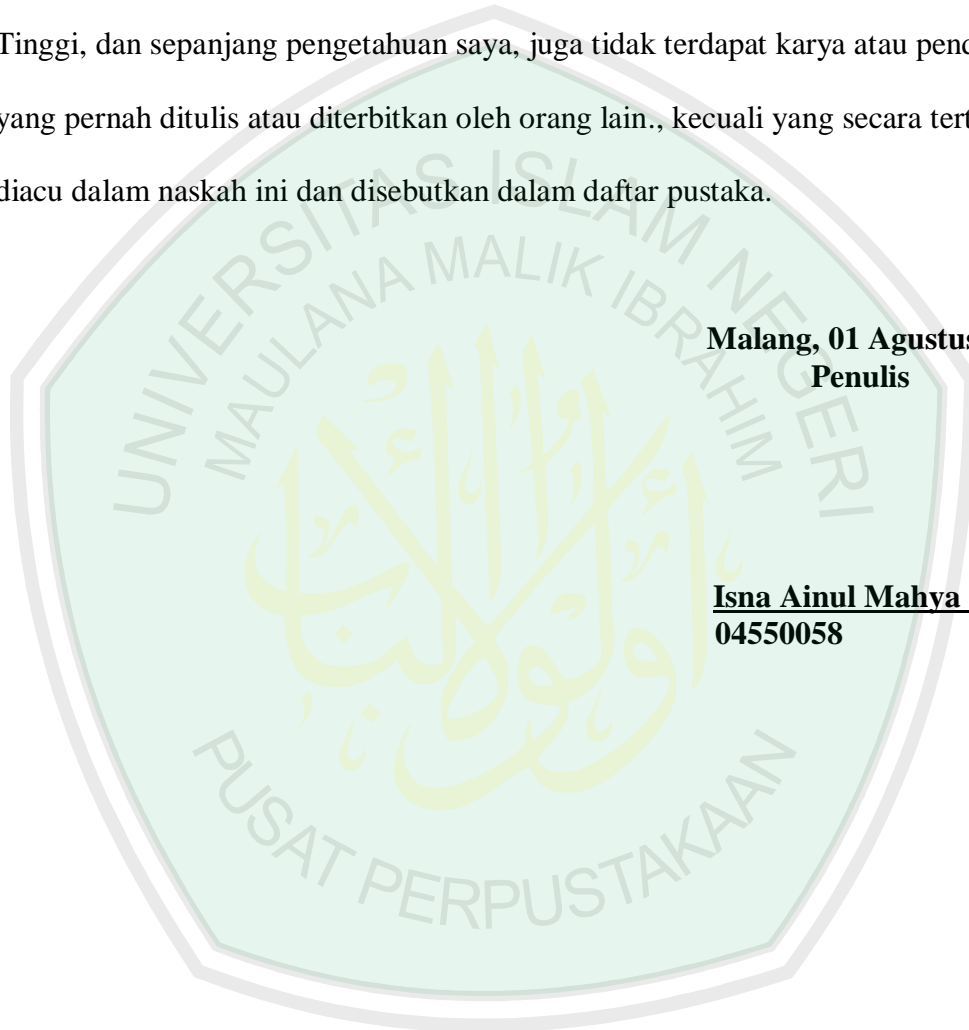 Tinggi, dan sepanjang pengetahuan saya, juga tidak terdapat karya atau
yang pernah ditulis atau diterbitkan oleh orang lain., kecuali yang secara
diacu dalam naskah ini dan disebutkan dalam daftar pustaka.
UNIVERSITAS ISLAM NEGERI
MAULANA MALIK IBRAHIM
Malang, 01 Agustus
Penulis
أولو الألباب
Isna Ainul Mahya
04550058
PUSAT PERPUSTAKAAN